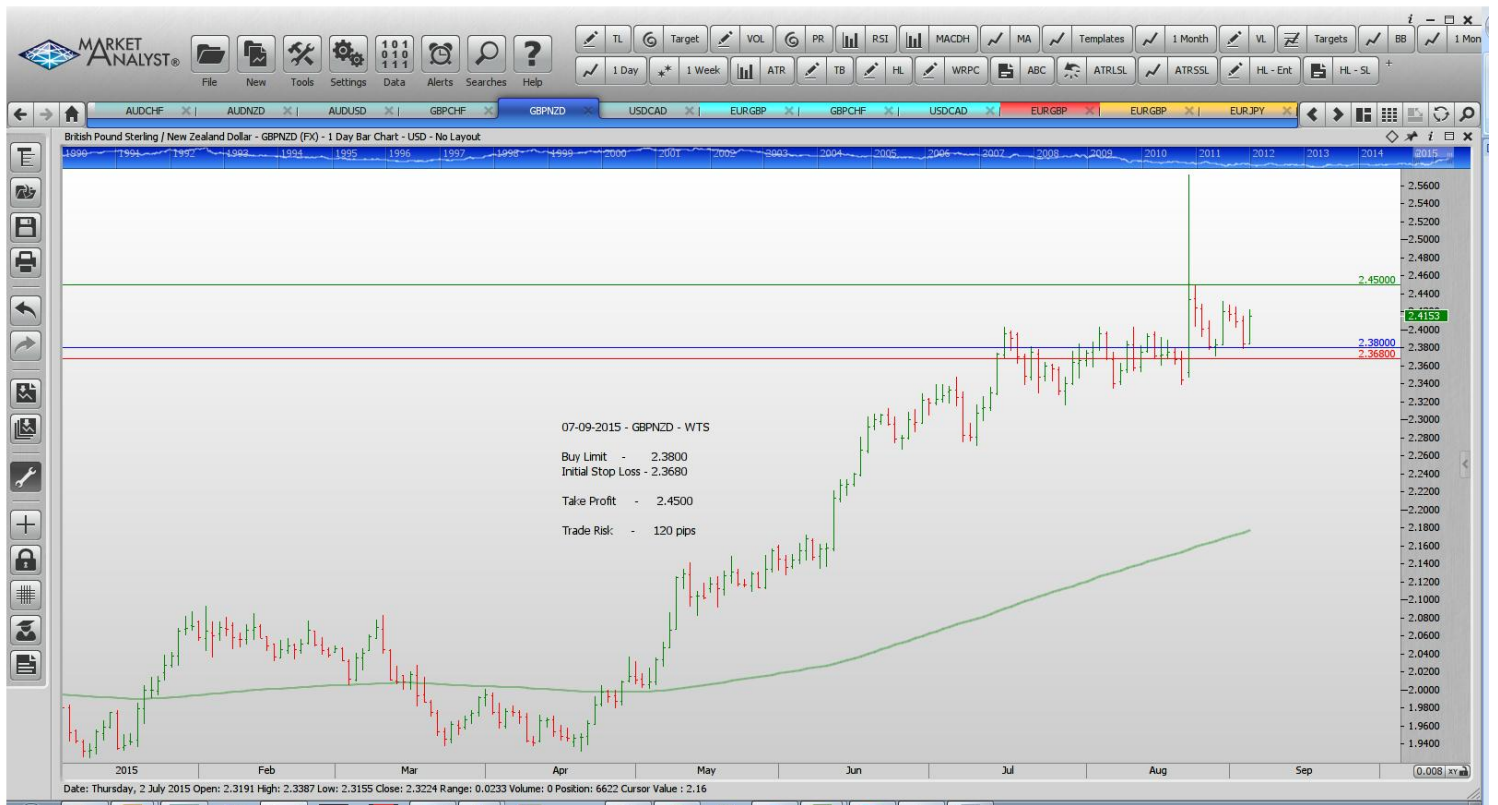 i
MARKET ANALYST®
File New Tools Settings Data Alerts Searches Help
TL Target VOL PR RSI MACDH MA Templates 1 Month VL Targets BB 1 Mon
1 Day 1 Week ATR TB HL WRPC ABC ATRLSL ATRSSL HL - Ent HL - SL +
101
010
111
AUDCHF AUDNZD AUDUSD GBPCHF GBPNZD USDCAD EURGBP GBPCHF USDCAD EURGBP EURGBP EURJPY
British Pound Sterling / New Zealand Dollar - GBPNZD (FX) - 1 Day Bar Chart - USD - No Layout
1990 1991 1992 1993 1994 1995 1996 1997 1998 1999 2000 2001 2002 2003 2004 2005 2006 2007 2008 2009 2010 2011 2012 2013 2014 2015
2.5600
2.5400
2.5200
2.5000
2.4800
2.4600
2.45000
2.4400
2.4153
2.4000
2.38000
2.3800
2.36800
2.3600
2.3400
2.3200
2.3000
2.2800
2.2600
2.2400
2.2200
2.2000
2.1800
2.1600
2.1400
2.1200
2.1000
2.0800
2.0600
2.0400
2.0200
2.0000
1.9800
1.9600
1.9400
07-09-2015 - GBPNZD - WTS
Buy Limit - 2.3800
Initial Stop Loss - 2.3680
Take Profit - 2.4500
Trade Risk - 120 pips
2015 Feb Mar Apr May Jun Jul Aug Sep
0.008 XY
Date: Thursday, 2 July 2015 Open: 2.3191 High: 2.3387 Low: 2.3155 Close: 2.3224 Range: 0.0233 Volume: 0 Position: 6622 Cursor Value : 2.16